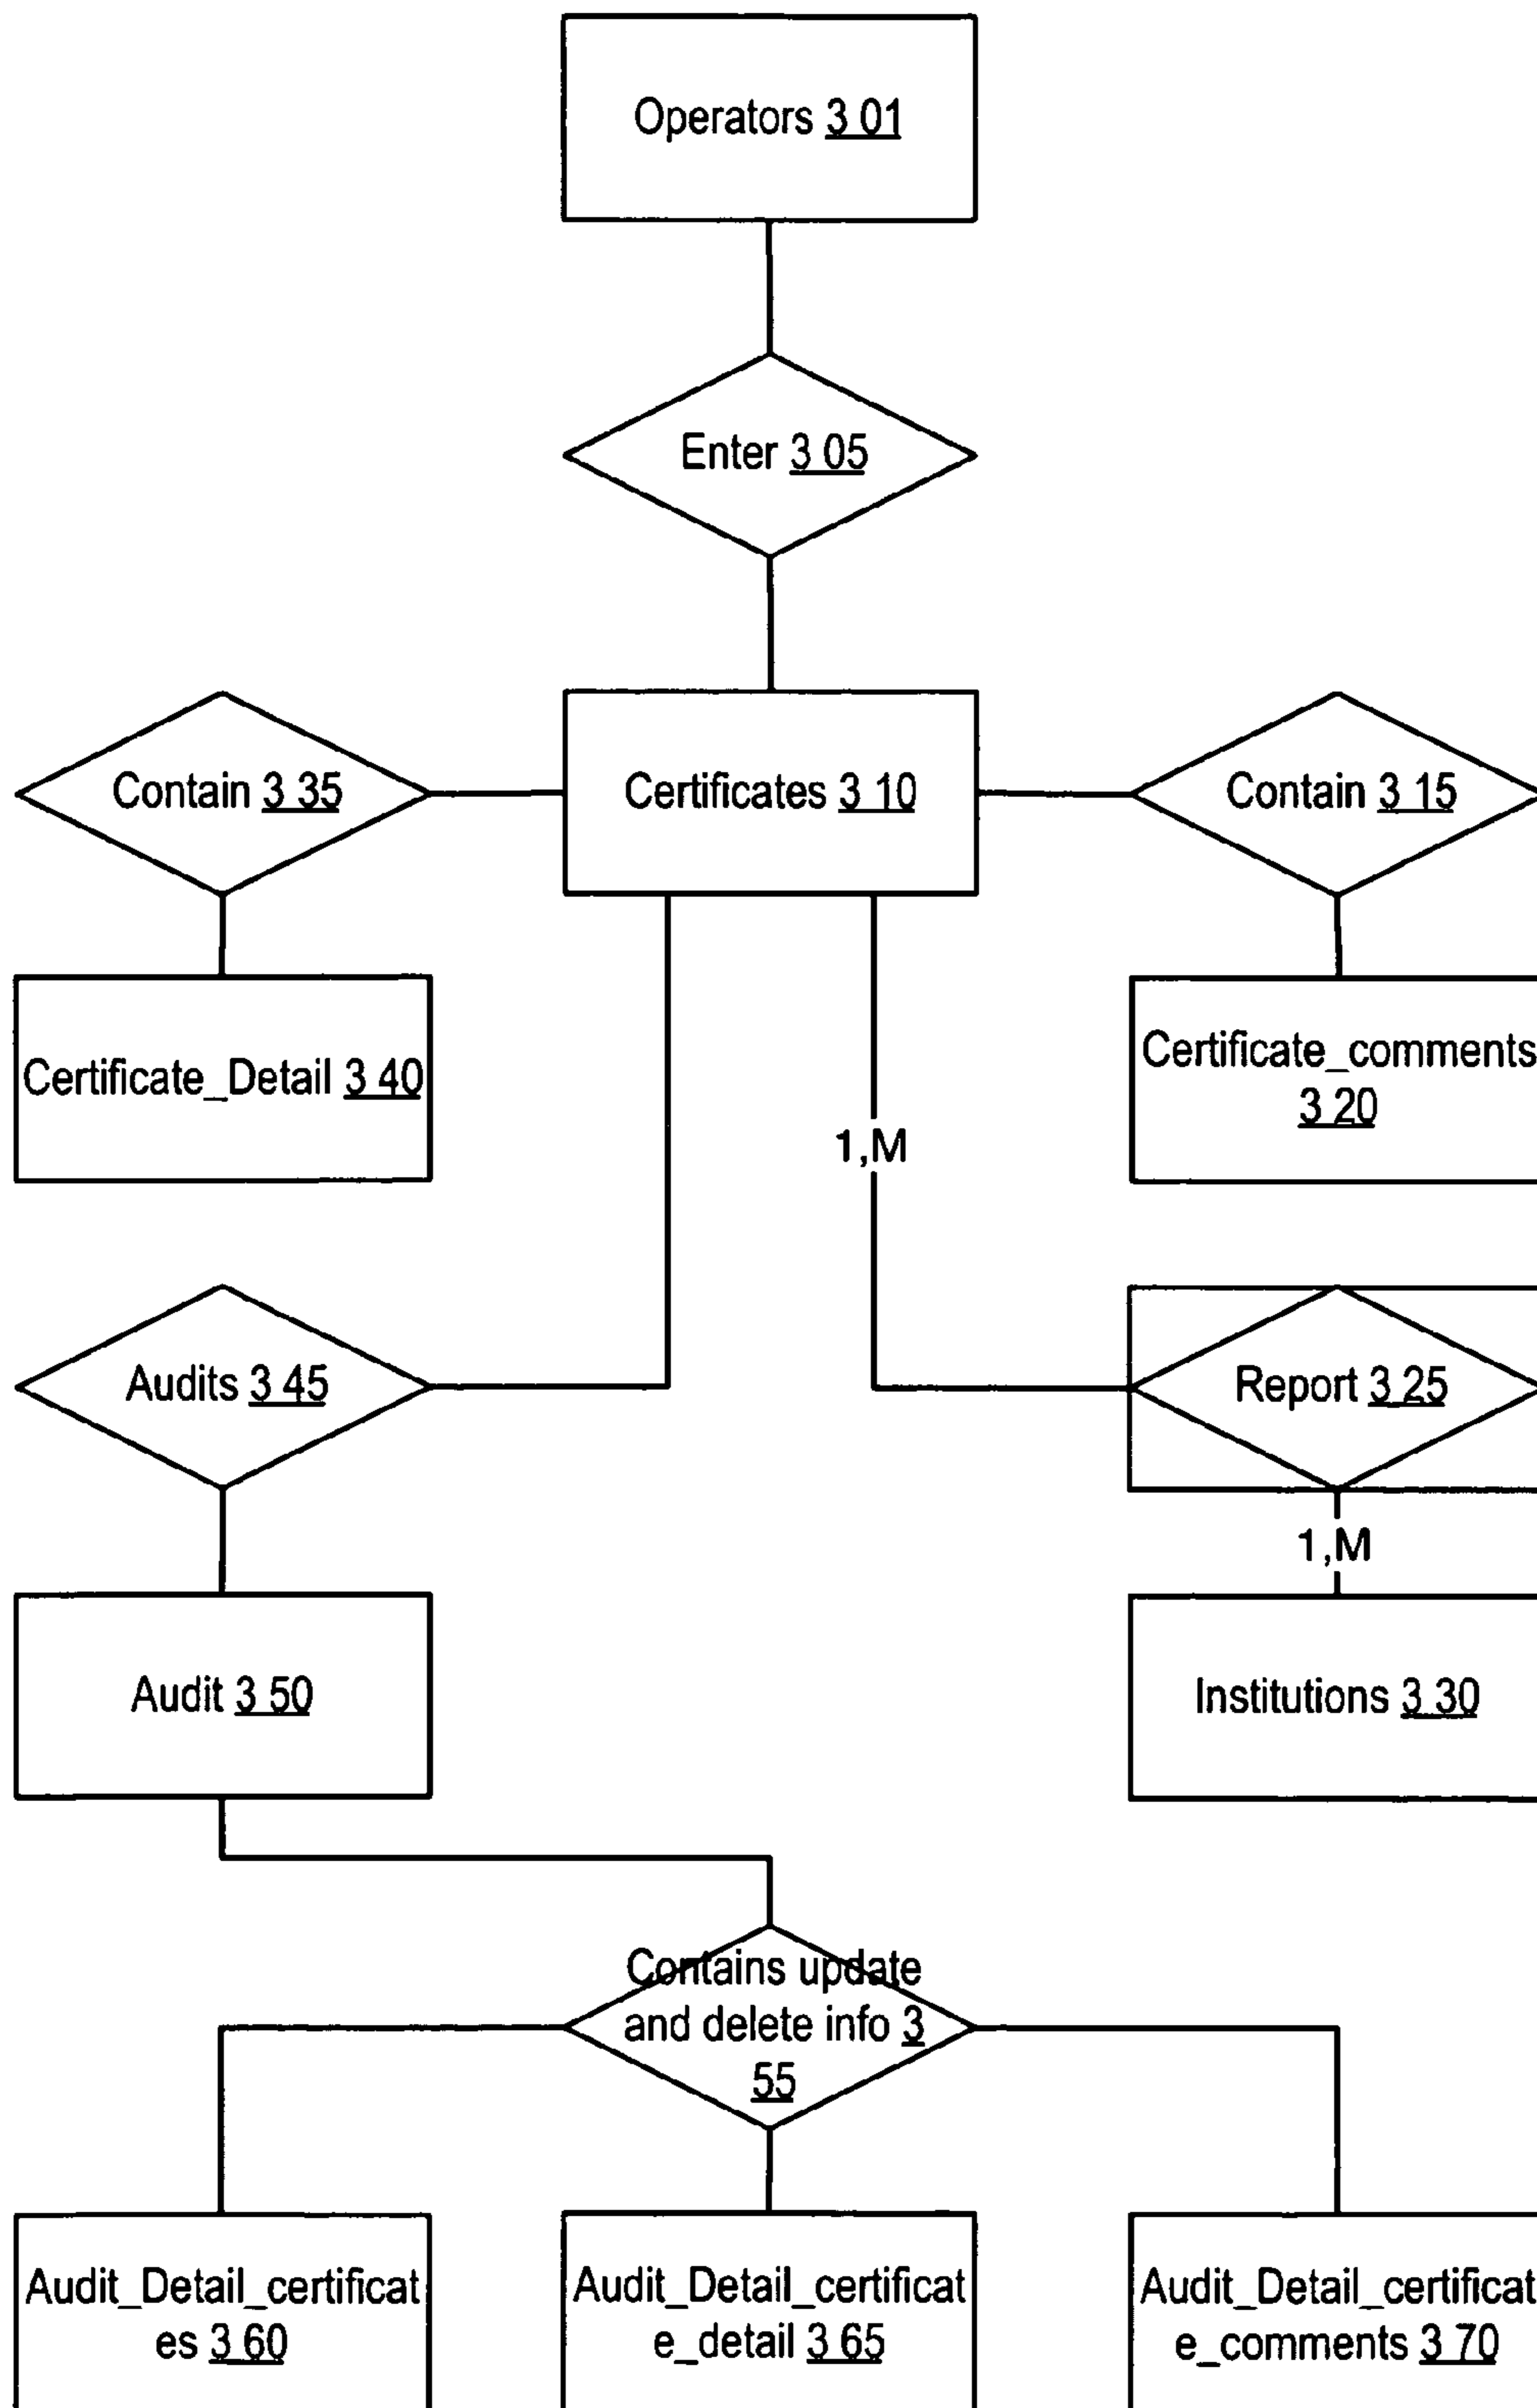 Operators 3 01
Enter 3 05
Contain 3 35
Certificates 3 10
Contain 3 15
Certificate_Detail 3 40
Certificate_comments
3 20
1,M
Audits 3 45
Report 3 25
1,M
Audit 3 50
Institutions 3 30
Contains update
and delete info 3
55
Audit_Detail_certificat
es 3 60
Audit_Detail_certificat
e_detail 3 65
Audit_Detail_certificat
e_comments 3 70